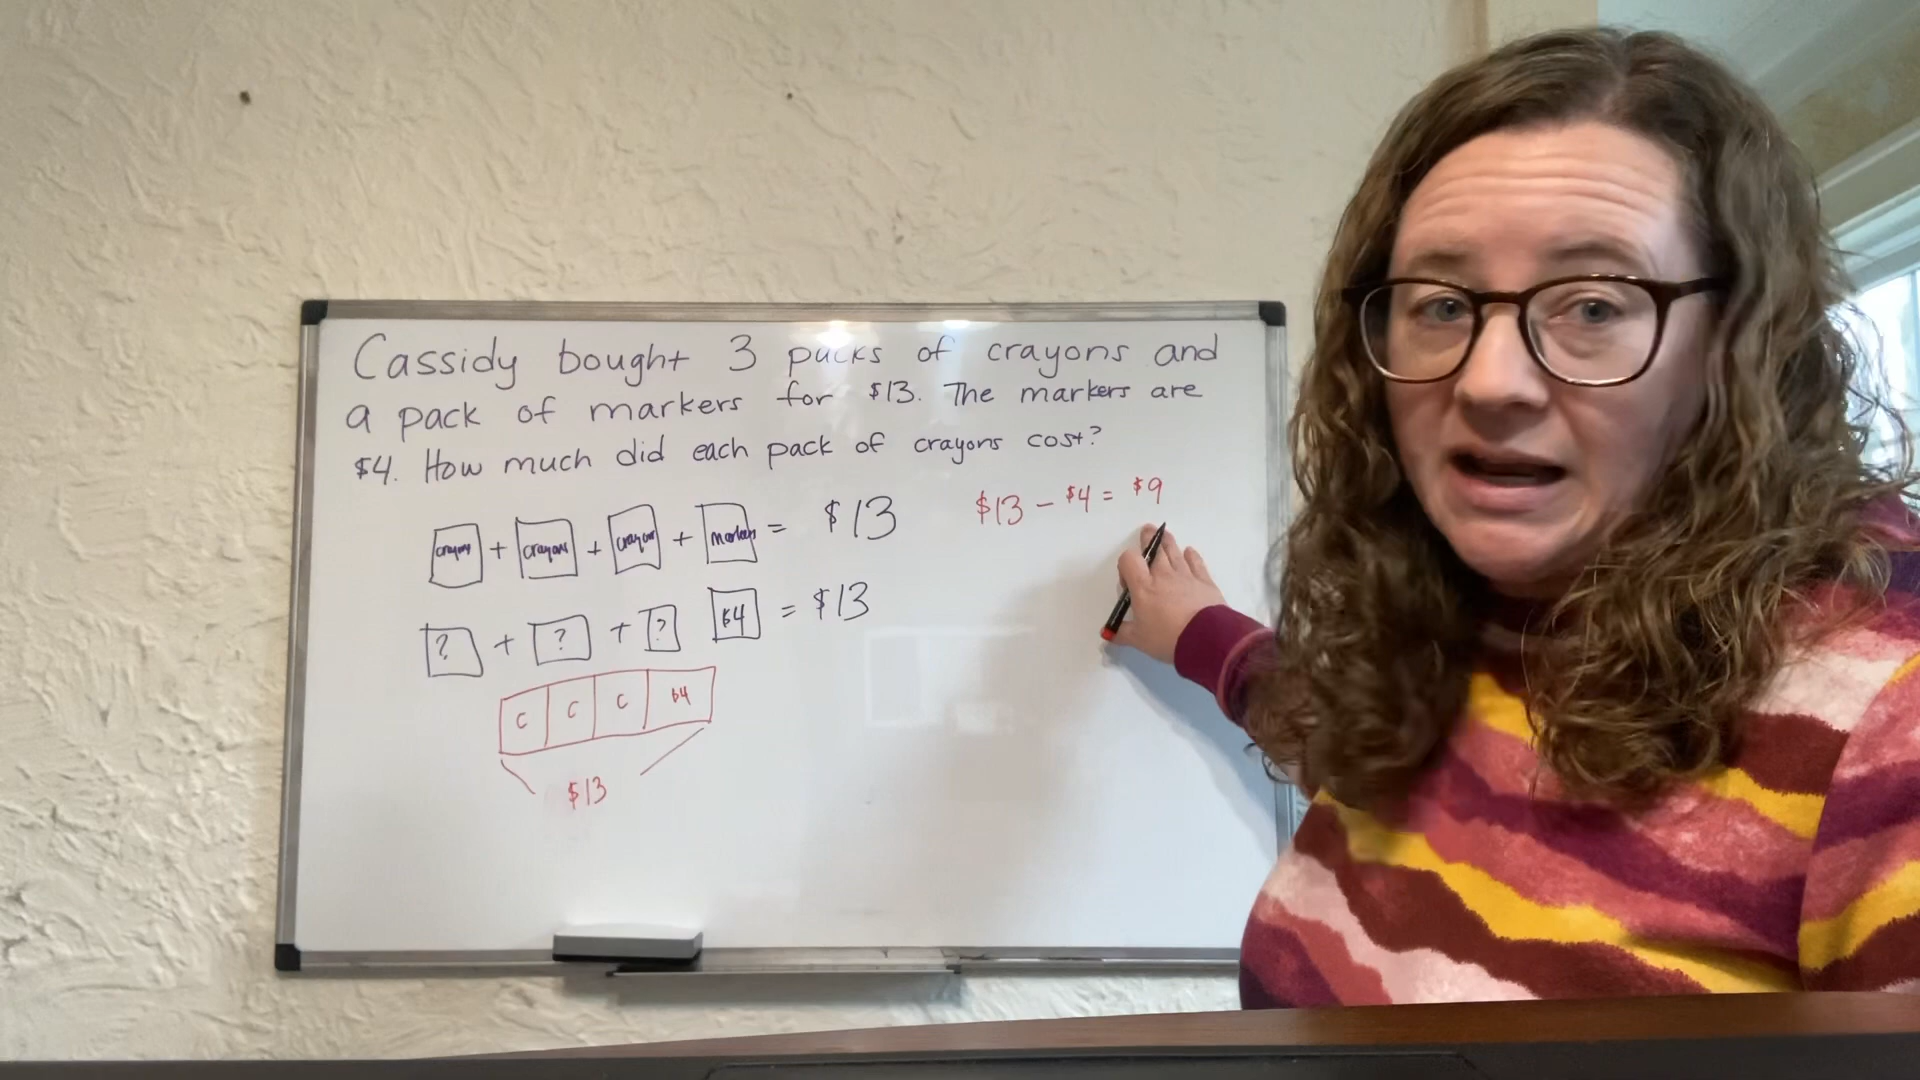 Cassidy bought 3 packs of crayons and
a pack of markers for $13. The markers are
$4. How much did each pack of crayons cost?
crayons + crayons + crayons + markers = $13
$13 - $4 = $9
? + ? + ? $4 = $13
C C C $4
$13